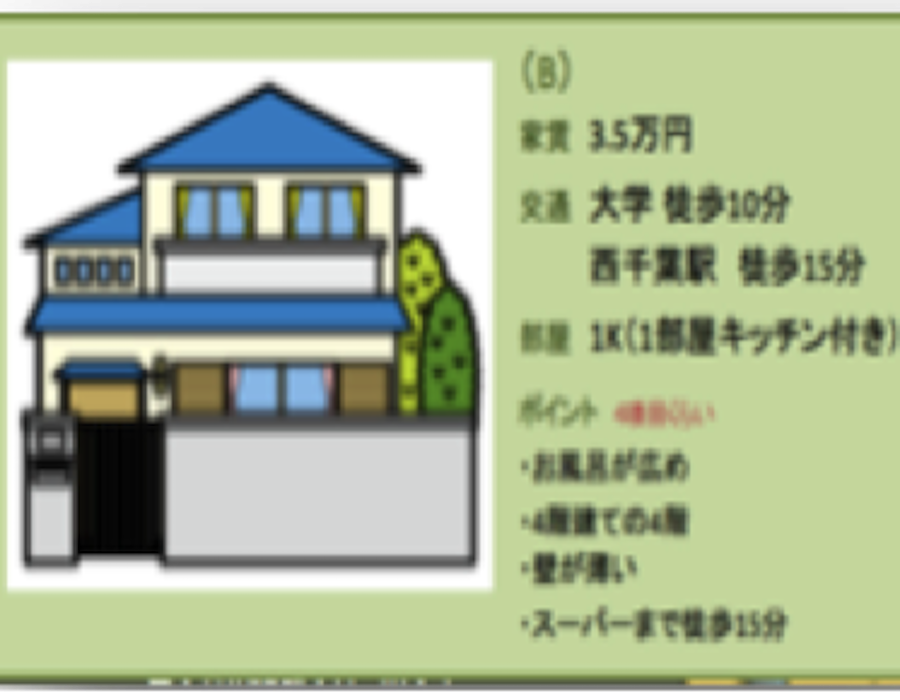 （B）
家賃 3.5万円
交通 大学 徒歩10分
西千葉駅 徒歩15分
部屋 1K（1部屋キッチン付き）
ポイント
・お風呂が広め
・4階建ての4階
・壁が薄い
・スーパーまで徒歩15分